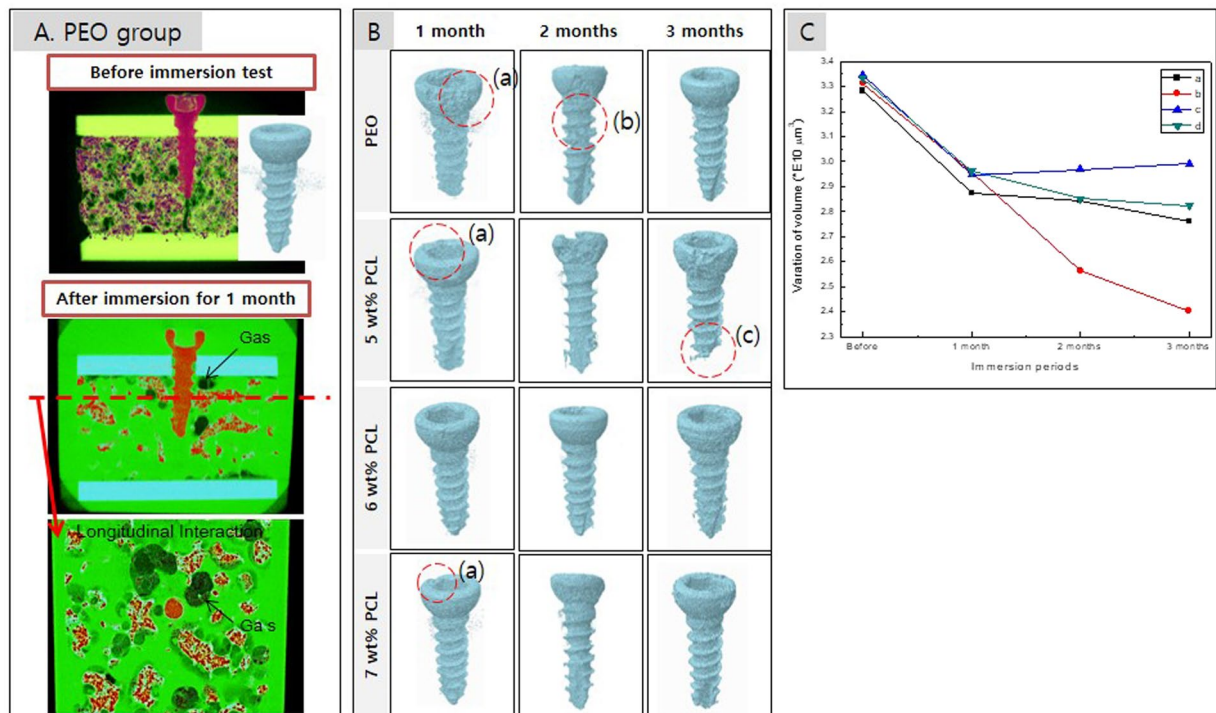 A. PEO group
Before immersion test
After immersion for 1 month
Gas
Longitudinal Interaction
Ga s
B
1 month
2 months
3 months
PEO
(a)
(b)
5 wt% PCL
(a)
(c)
6 wt% PCL
7 wt% PCL
(a)
C
3.4
3.3
3.2
3.1
3.0
2.9
2.8
2.7
2.6
2.5
2.4
2.3
Varation of volume (*E10 μm³)
a
b
c
d
Before
1 month
2 months
3 months
Immersion periods